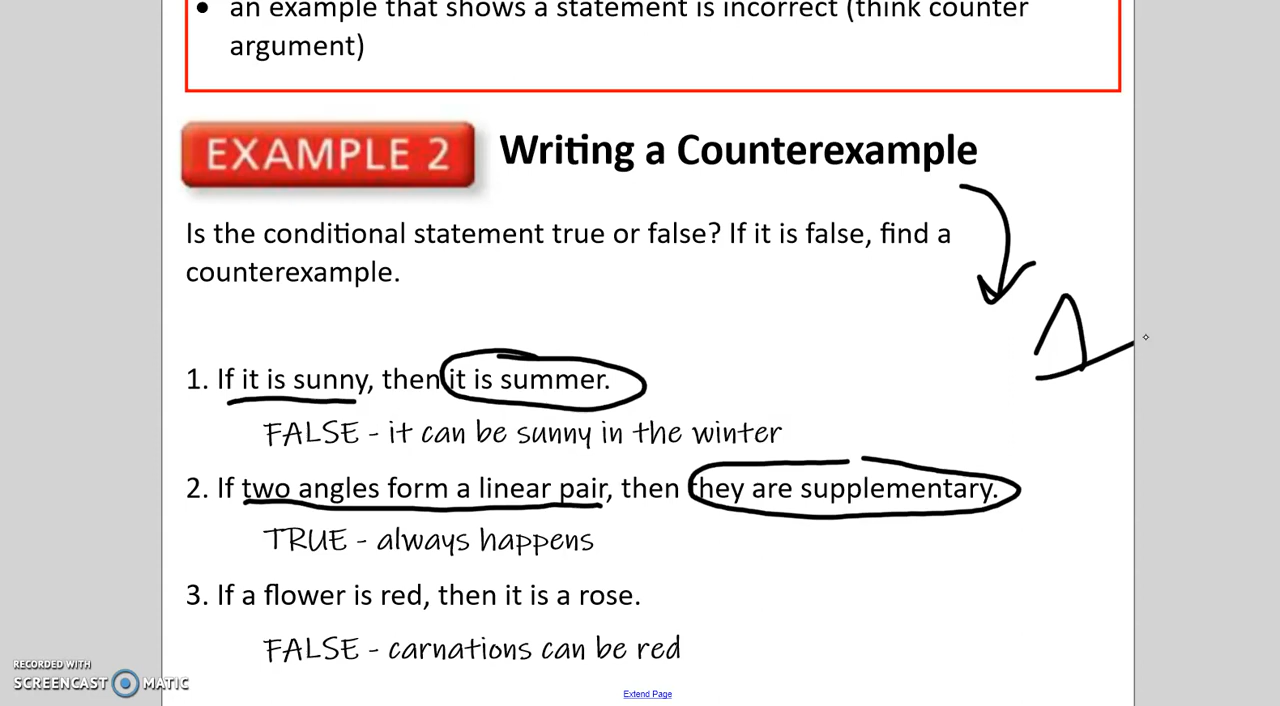 • an example that shows a statement is incorrect (think counter
argument)
EXAMPLE 2 Writing a Counterexample
Is the conditional statement true or false? If it is false, find a
counterexample.
1. If it is sunny, then it is summer.
FALSE - it can be sunny in the winter
2. If two angles form a linear pair, then they are supplementary.
TRUE - always happens
3. If a flower is red, then it is a rose.
FALSE - carnations can be red
RECORDED WITH
SCREENCAST MATIC
Extend Page